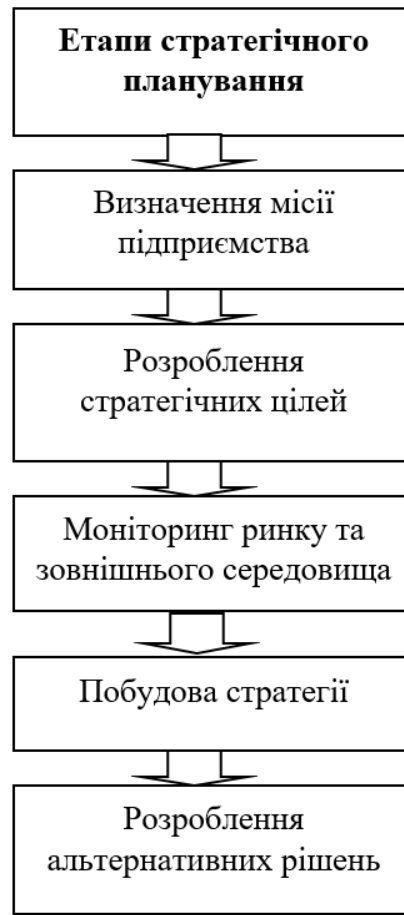 Етапи стратегічного
планування
Визначення місії
підприємства
Розроблення
стратегічних цілей
Моніторинг ринку та
зовнішнього середовища
Побудова стратегії
Розроблення
альтернативних рішень